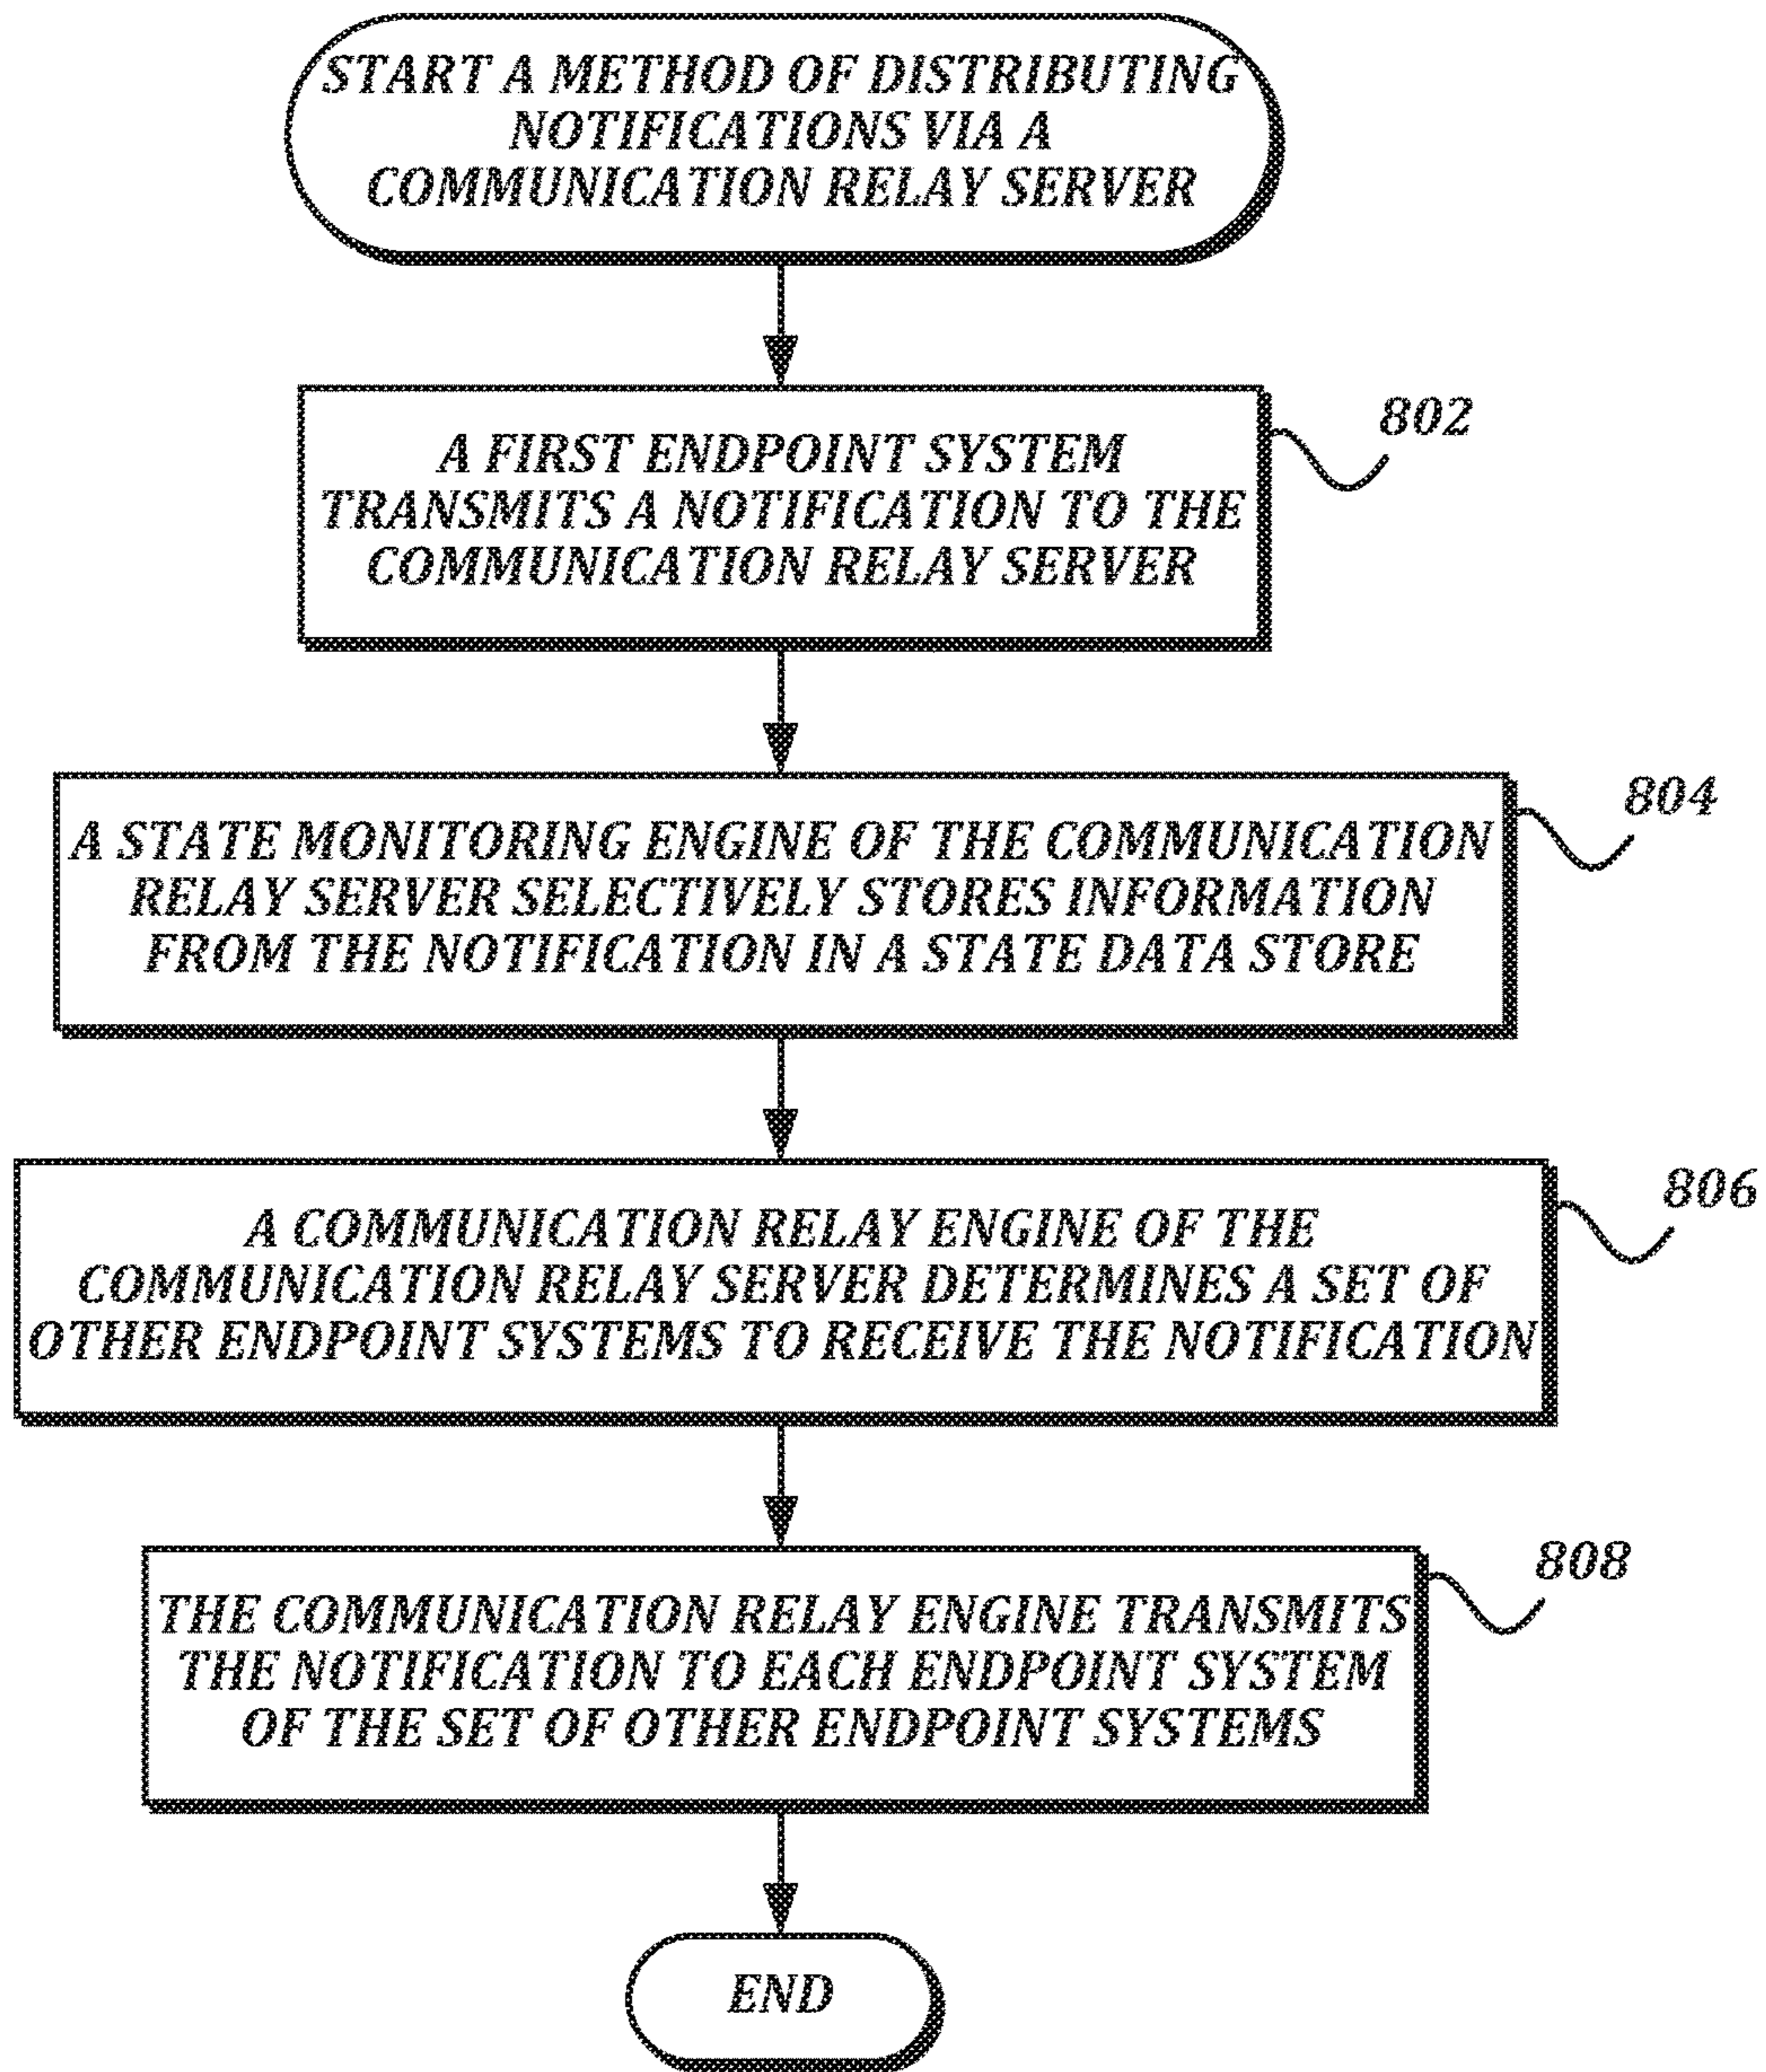 START A METHOD OF DISTRIBUTING
NOTIFICATIONS VIA A
COMMUNICATION RELAY SERVER
802
A FIRST ENDPOINT SYSTEM
TRANSMITS A NOTIFICATION TO THE
COMMUNICATION RELAY SERVER
804
A STATE MONITORING ENGINE OF THE COMMUNICATION
RELAY SERVER SELECTIVELY STORES INFORMATION
FROM THE NOTIFICATION IN A STATE DATA STORE
806
A COMMUNICATION RELAY ENGINE OF THE
COMMUNICATION RELAY SERVER DETERMINES A SET OF
OTHER ENDPOINT SYSTEMS TO RECEIVE THE NOTIFICATION
808
THE COMMUNICATION RELAY ENGINE TRANSMITS
THE NOTIFICATION TO EACH ENDPOINT SYSTEM
OF THE SET OF OTHER ENDPOINT SYSTEMS
END